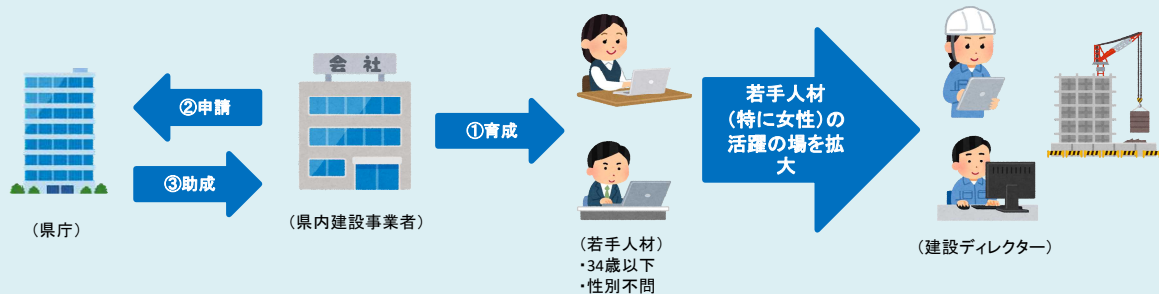 会社
②申請
③助成
(県庁)
(県内建設事業者)
①育成
(若手人材)
・34歳以下
・性別不問
若手人材
(特に女性)の
活躍の場を拡
大
(建設ディレクター)